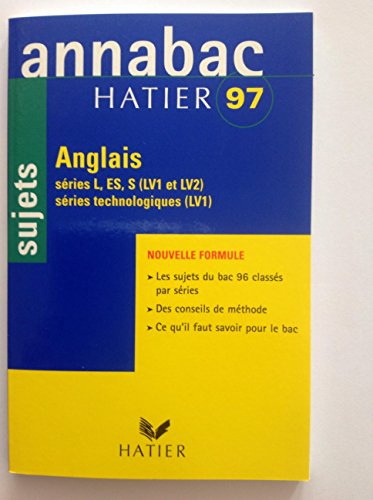 annabac
HATIER 97
sujets
Anglais
séries L, ES, S (LV1 et LV2)
séries technologiques (LV1)
NOUVELLE FORMULE
➤ Les sujets du bac 96 classés
par séries
➤ Des conseils de méthode
➤ Ce qu'il faut savoir pour le bac
HATIER